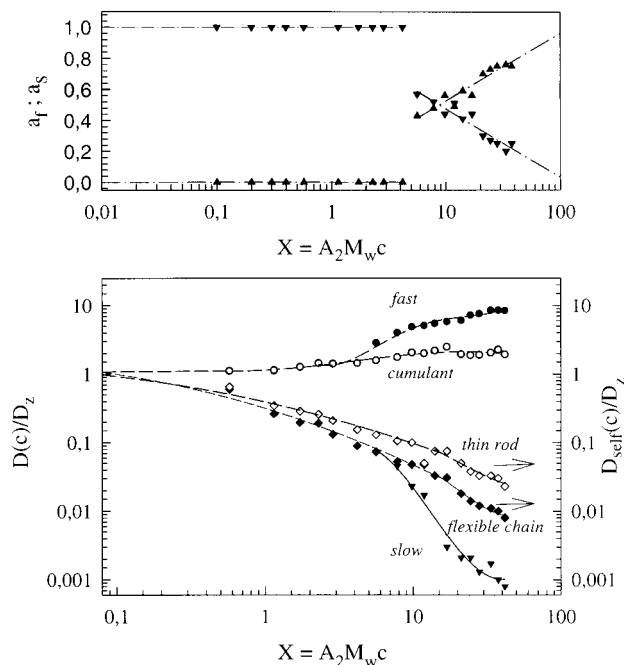 1,0
0,8
0,6
0,4
0,2
0,0
a_f ; a_s
0,01 0,1 1 10 100
X = A₂M_wc
10
1
0,1
0,01
0,001
D(c)/D_z
fast
cumulant
thin rod
flexible chain
slow
10
1
0,1
0,01
0,001
D_self(c)/D_z
0,1 1 10 100
X = A₂M_wc